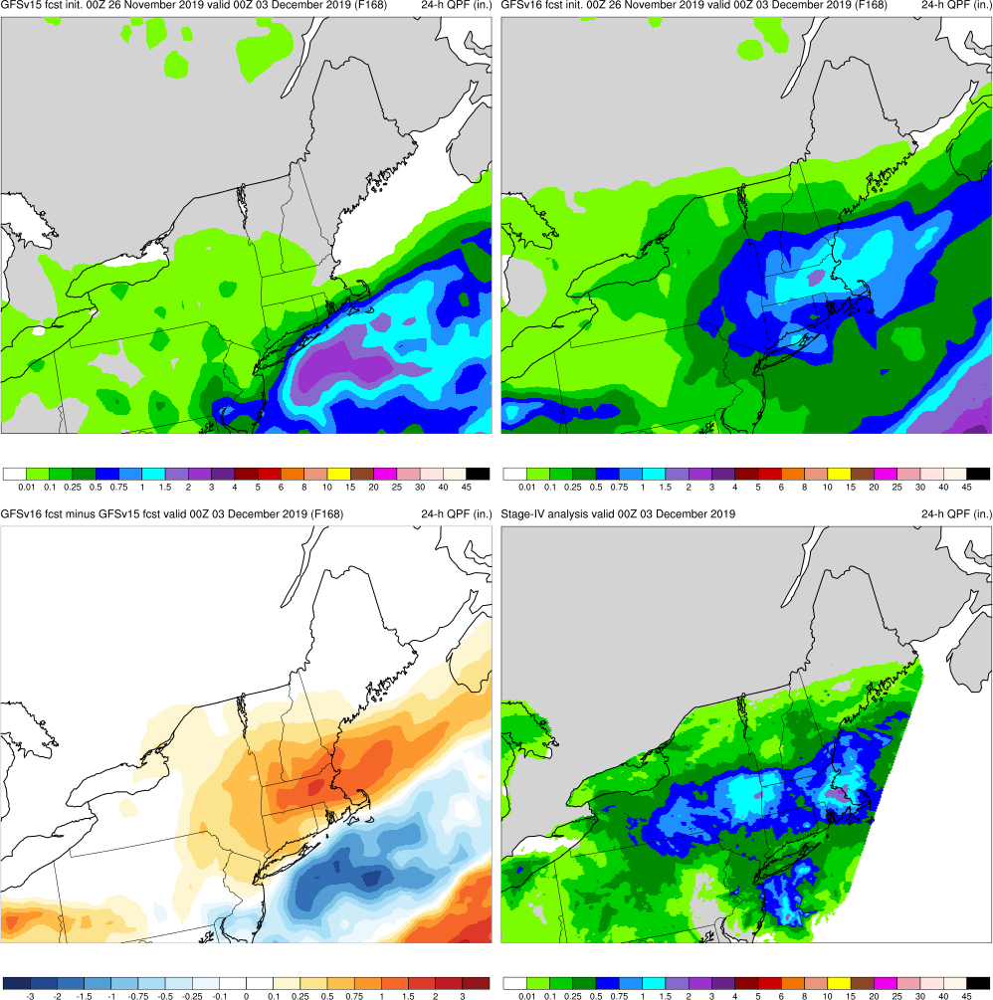 GFSv15 fcst init. 00Z 26 November 2019 valid 00Z 03 December 2019 (F168) 24-h QPF (in.)
GFSv16 fcst init. 00Z 26 November 2019 valid 00Z 03 December 2019 (F168) 24-h QPF (in.)
0.01 0.1 0.25 0.5 0.75 1 1.5 2 3 4 5 6 8 10 15 20 25 30 40 45
0.01 0.1 0.25 0.5 0.75 1 1.5 2 3 4 5 6 8 10 15 20 25 30 40 45
GFSv16 fcst minus GFSv15 fcst valid 00Z 03 December 2019 (F168) 24-h QPF (in.)
Stage-IV analysis valid 00Z 03 December 2019 24-h QPF (in.)
-3 -2 -1.5 -1 -0.75 -0.5 -0.25 -0.1 0 0.1 0.25 0.5 0.75 1 1.5 2 3
0.01 0.1 0.25 0.5 0.75 1 1.5 2 3 4 5 6 8 10 15 20 25 30 40 45